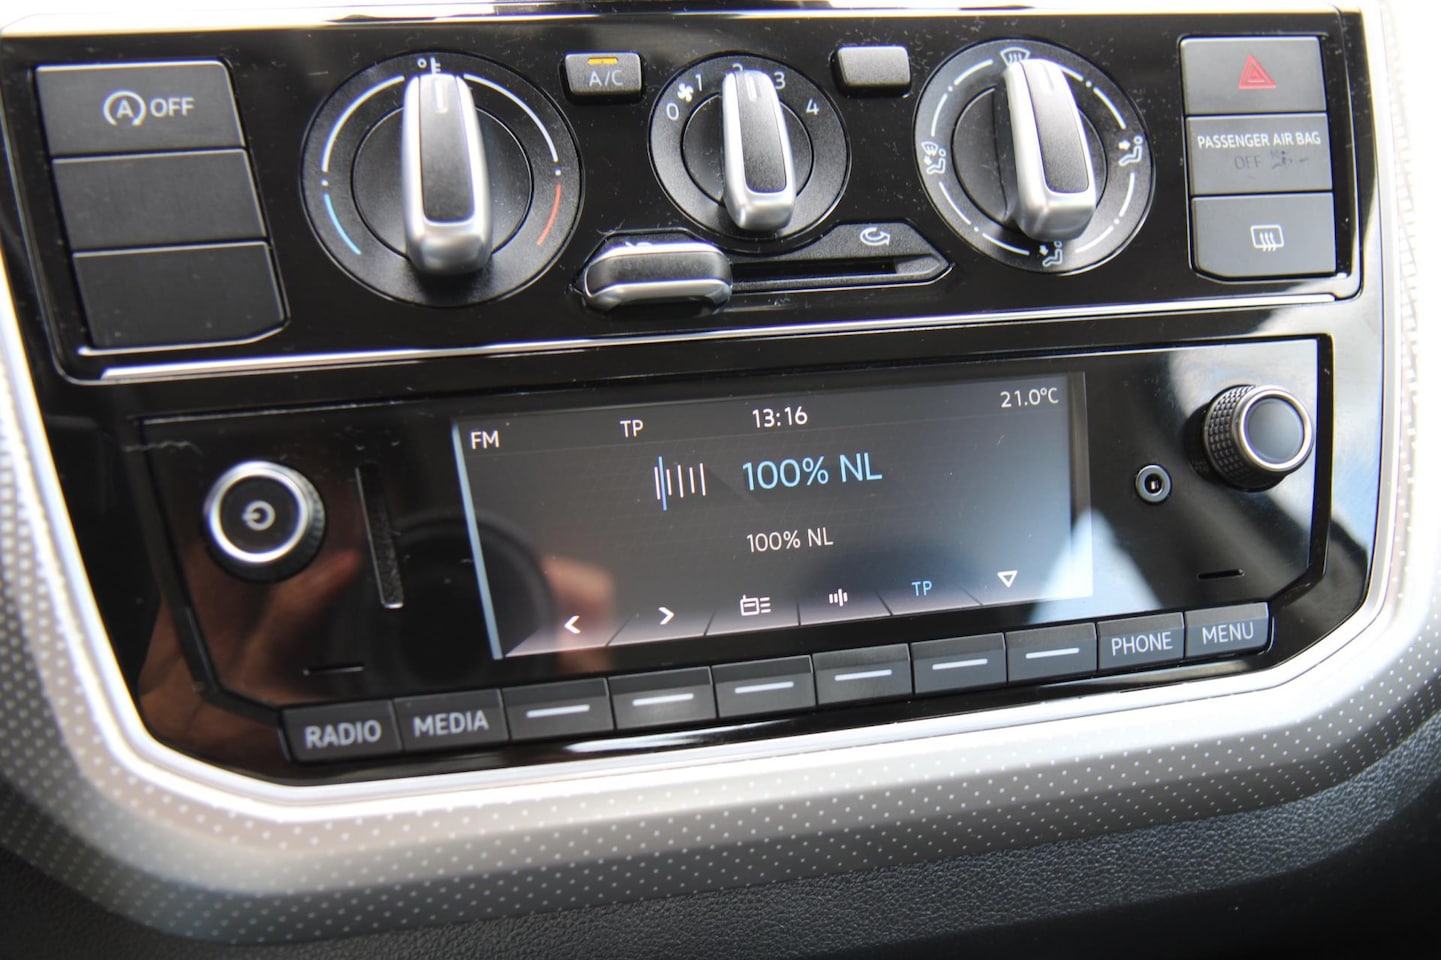 A OFF
A/C
0 1 2 3 4
PASSENGER AIR BAG
OFF
FM TP 13:16 21.0°C
100% NL
100% NL
TP
RADIO MEDIA PHONE MENU